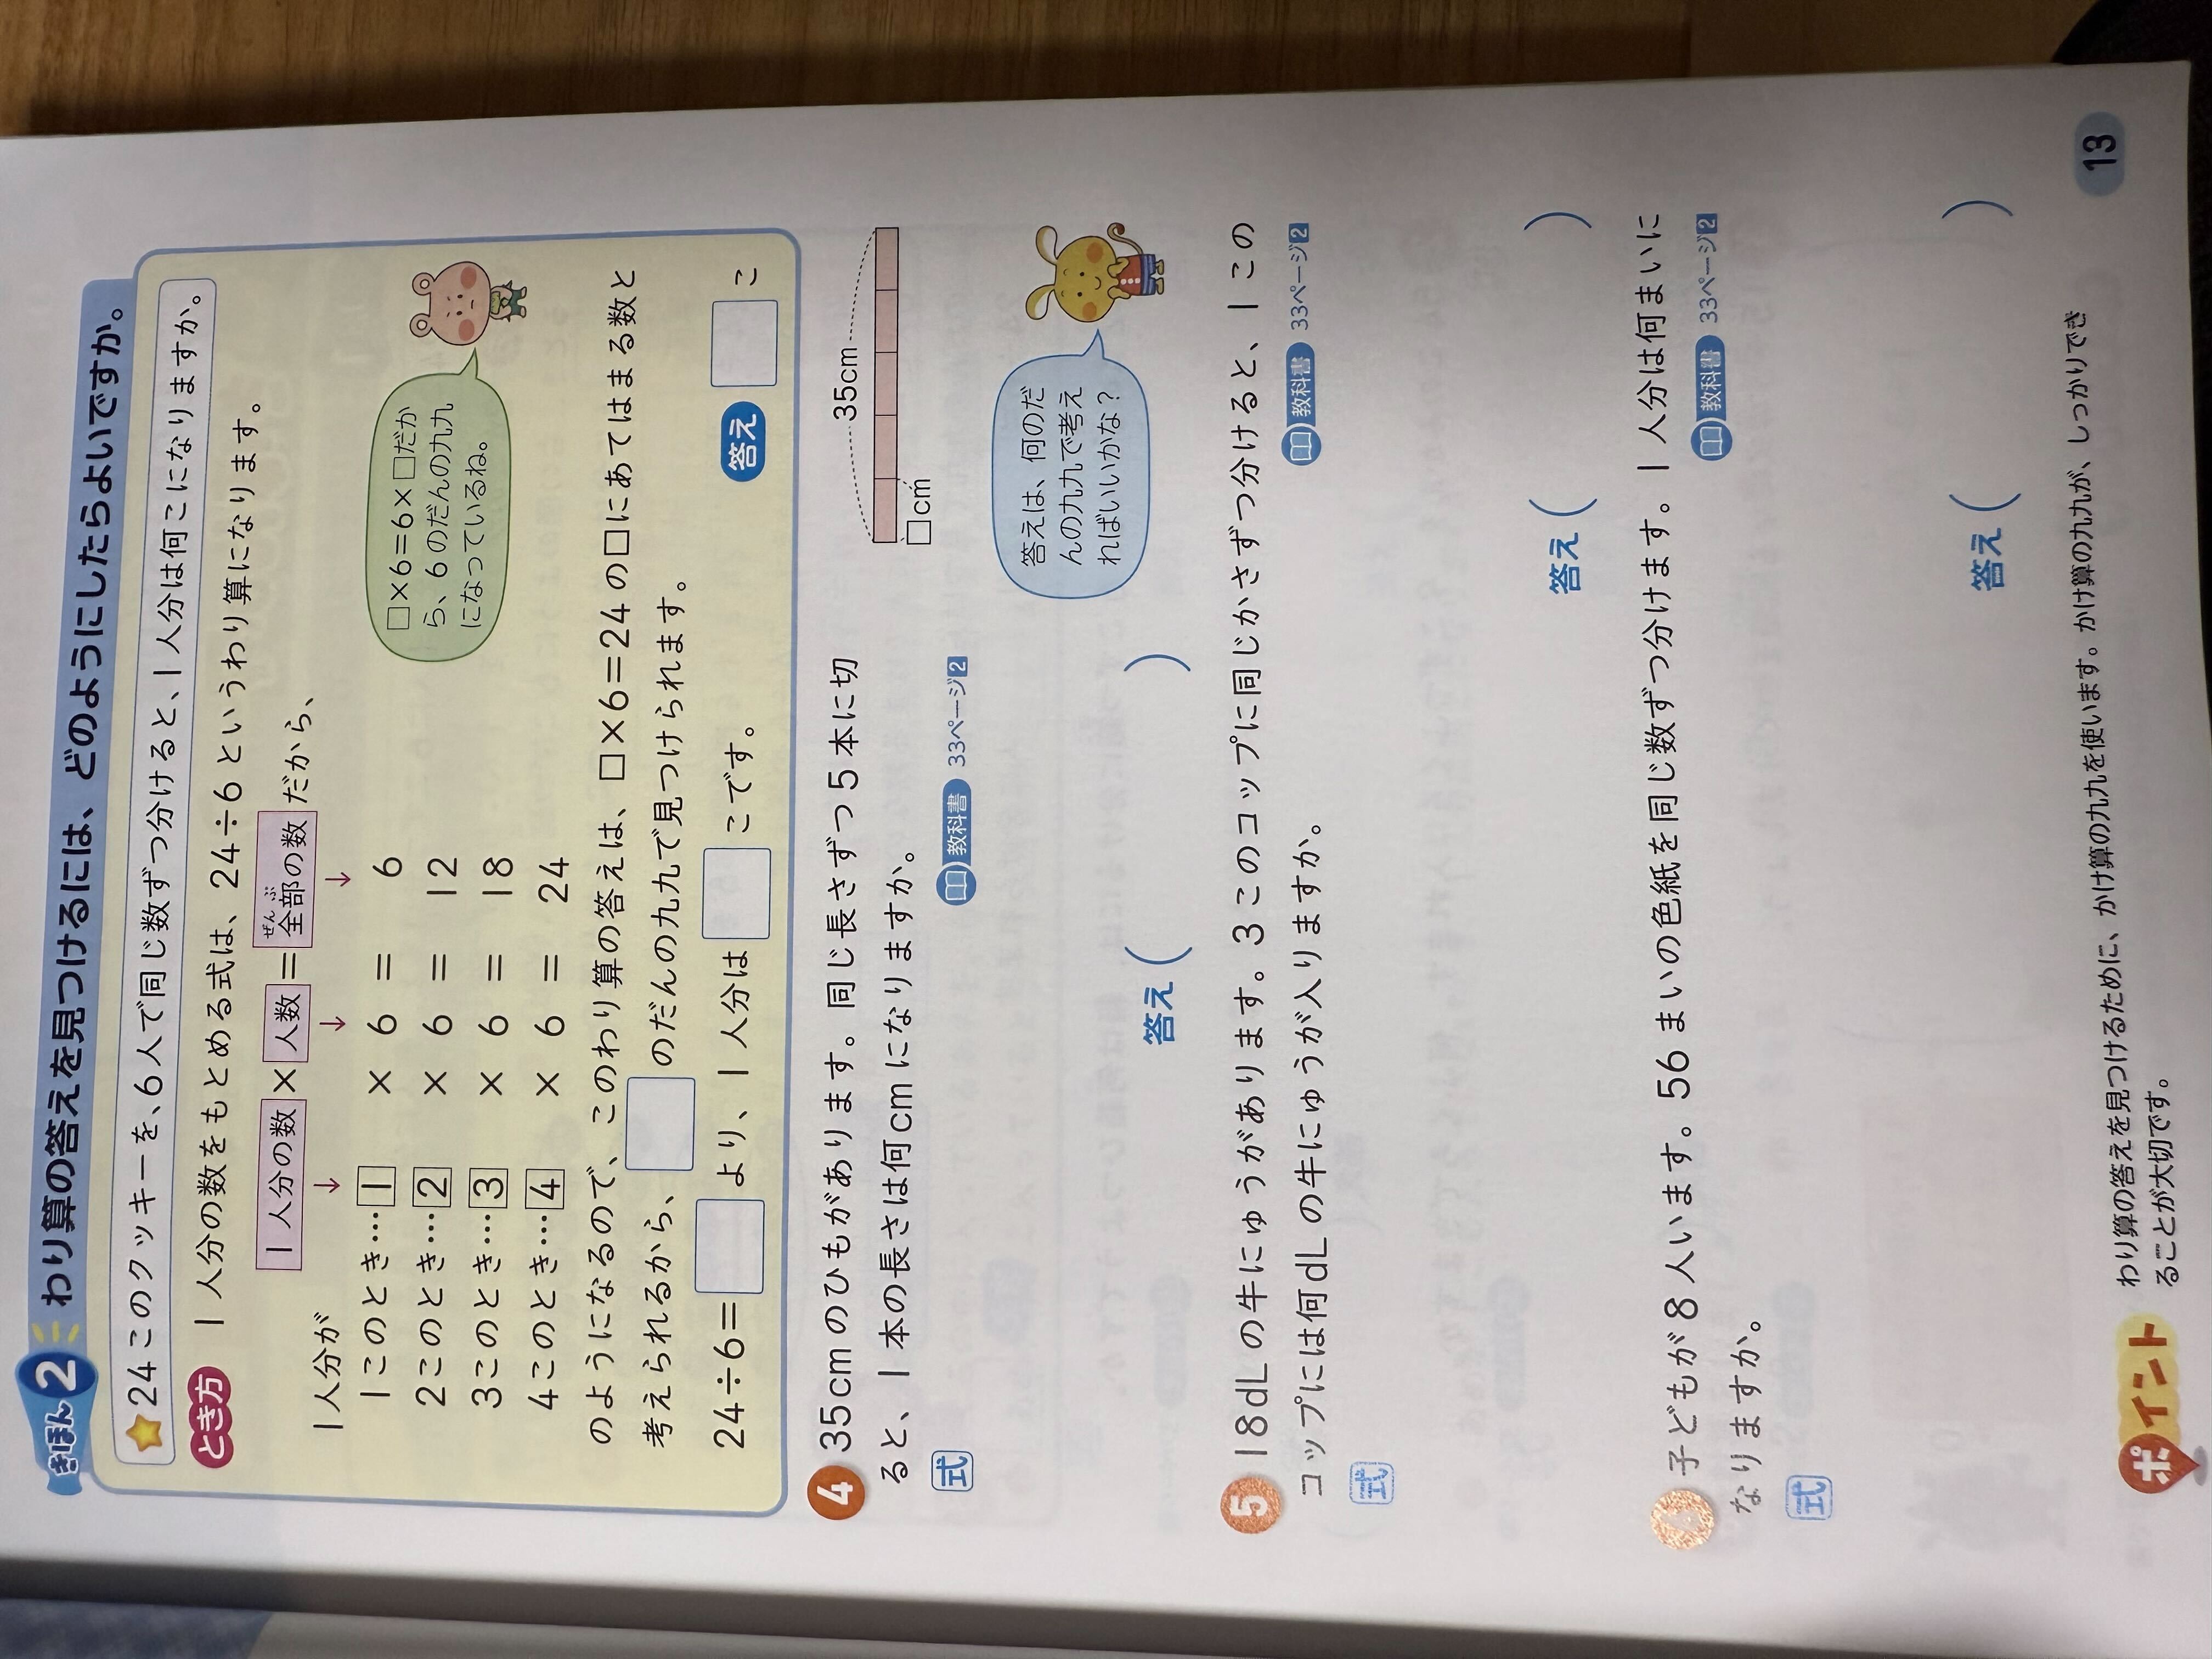 きほん2 わり算の答えを見つけるには、どのようにしたらよいですか。
24このクッキーを、6人で同じ数ずつ分けると、1人分は何こになりますか。
とき方 1人分の数をもとめる式は、24÷6というわり算になります。
1人分の数×人数=全部の数だから、
ぜんぶ
↓ ↓ ↓
1人分が
1このとき…1 × 6 = 6
2このとき…2 × 6 = 12
3このとき…3 × 6 = 18
4このとき…4 × 6 = 24
□×6=6×□だか
ら、6のだんの九九
になっているね。
のようになるので、このわり算の答えは、□×6=24の□にあてはまる数と
考えられるから、□のだんの九九で見つけられます。
24÷6=□より、1人分は□こです。 答え □こ
4 35cmのひもがあります。同じ長さずつ5本に切
ると、1本の長さは何cmになりますか。
教科書 33ページ2
式
35cm
□cm
答えは、何のだ
んの九九で考え
ればいいかな?
答え( )
5 18dLの牛にゅうがあります。3このコップに同じかさずつ分けると、1この
コップには何dLの牛にゅうが入りますか。
教科書 33ページ2
式
答え( )
子どもが8人います。56まいの色紙を同じ数ずつ分けます。1人分は何まいに
なりますか。
教科書 33ページ2
式
答え( )
ポイント わり算の答えを見つけるために、かけ算の九九を使います。かけ算の九九が、しっかりでき
ることが大切です。
13